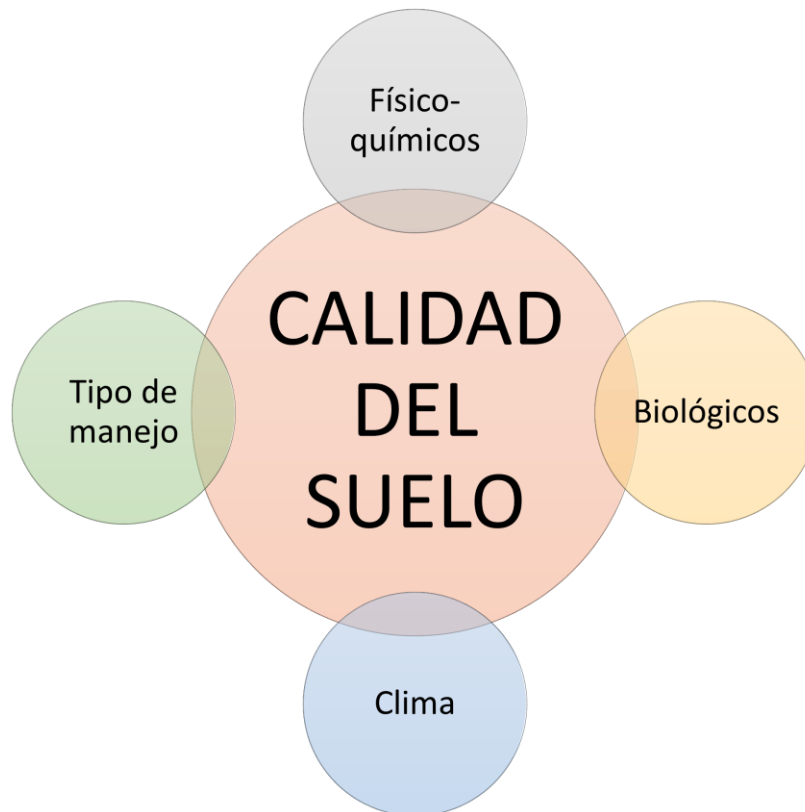 Físico-
químicos
CALIDAD
DEL
SUELO
Tipo de
manejo
Biológicos
Clima